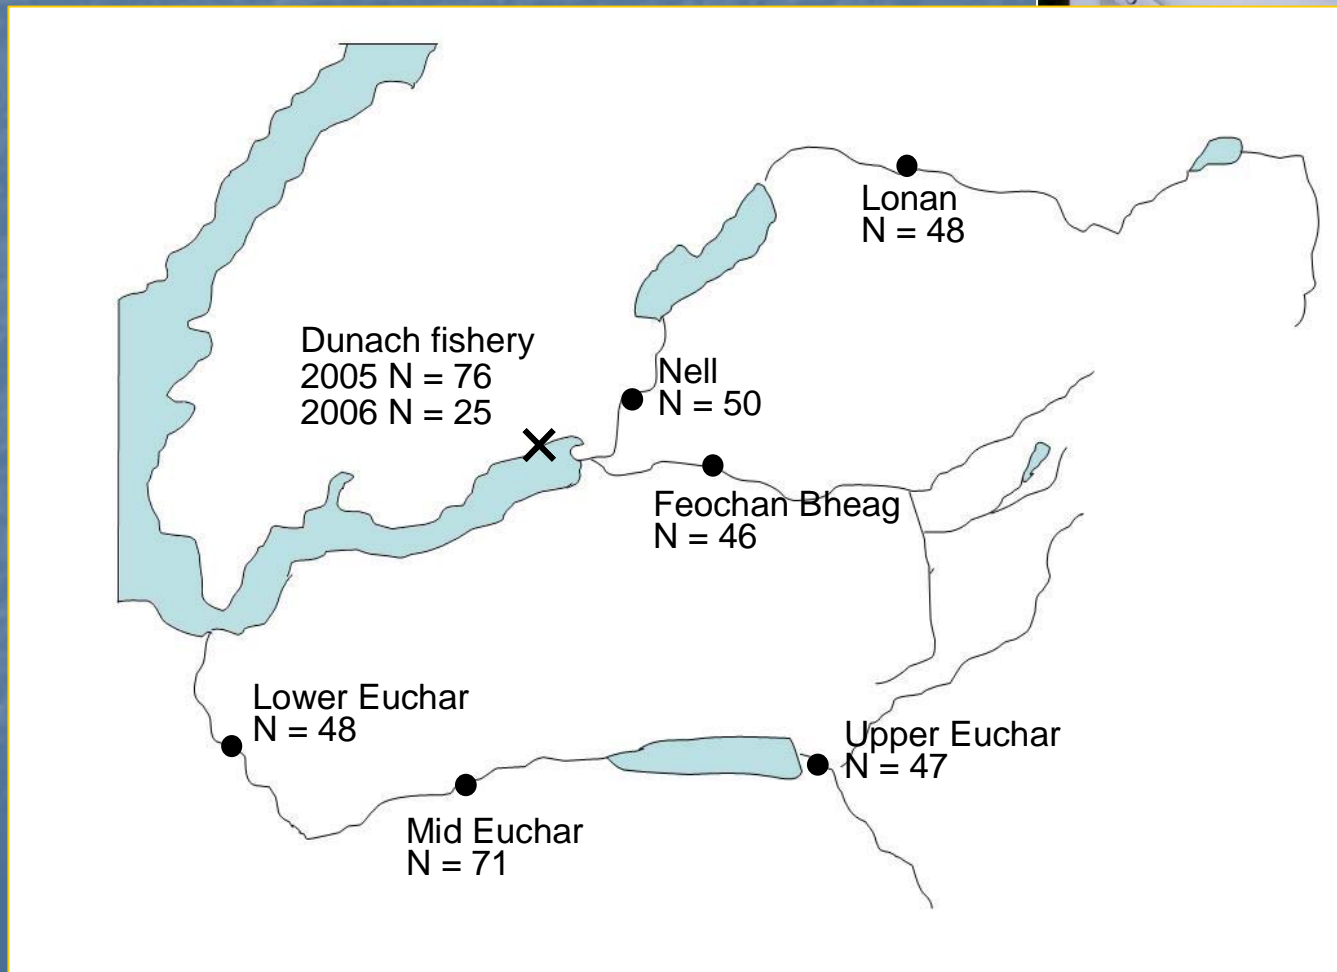 Lonan
N = 48
Dunach fishery
2005 N = 76
2006 N = 25
Nell
N = 50
Feochan Bheag
N = 46
Lower Euchar
N = 48
Upper Euchar
N = 47
Mid Euchar
N = 71